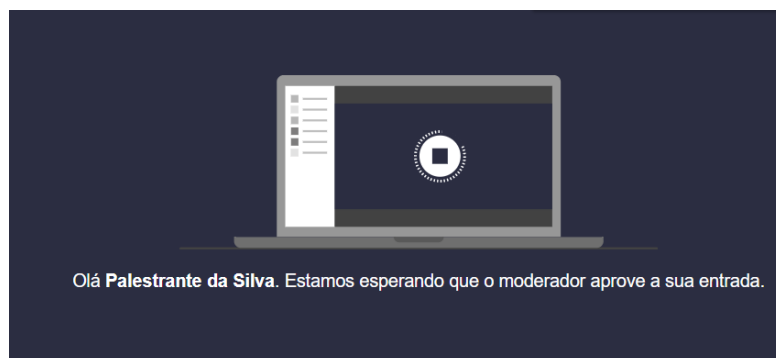 Olá Palestrante da Silva. Estamos esperando que o moderador aprove a sua entrada.